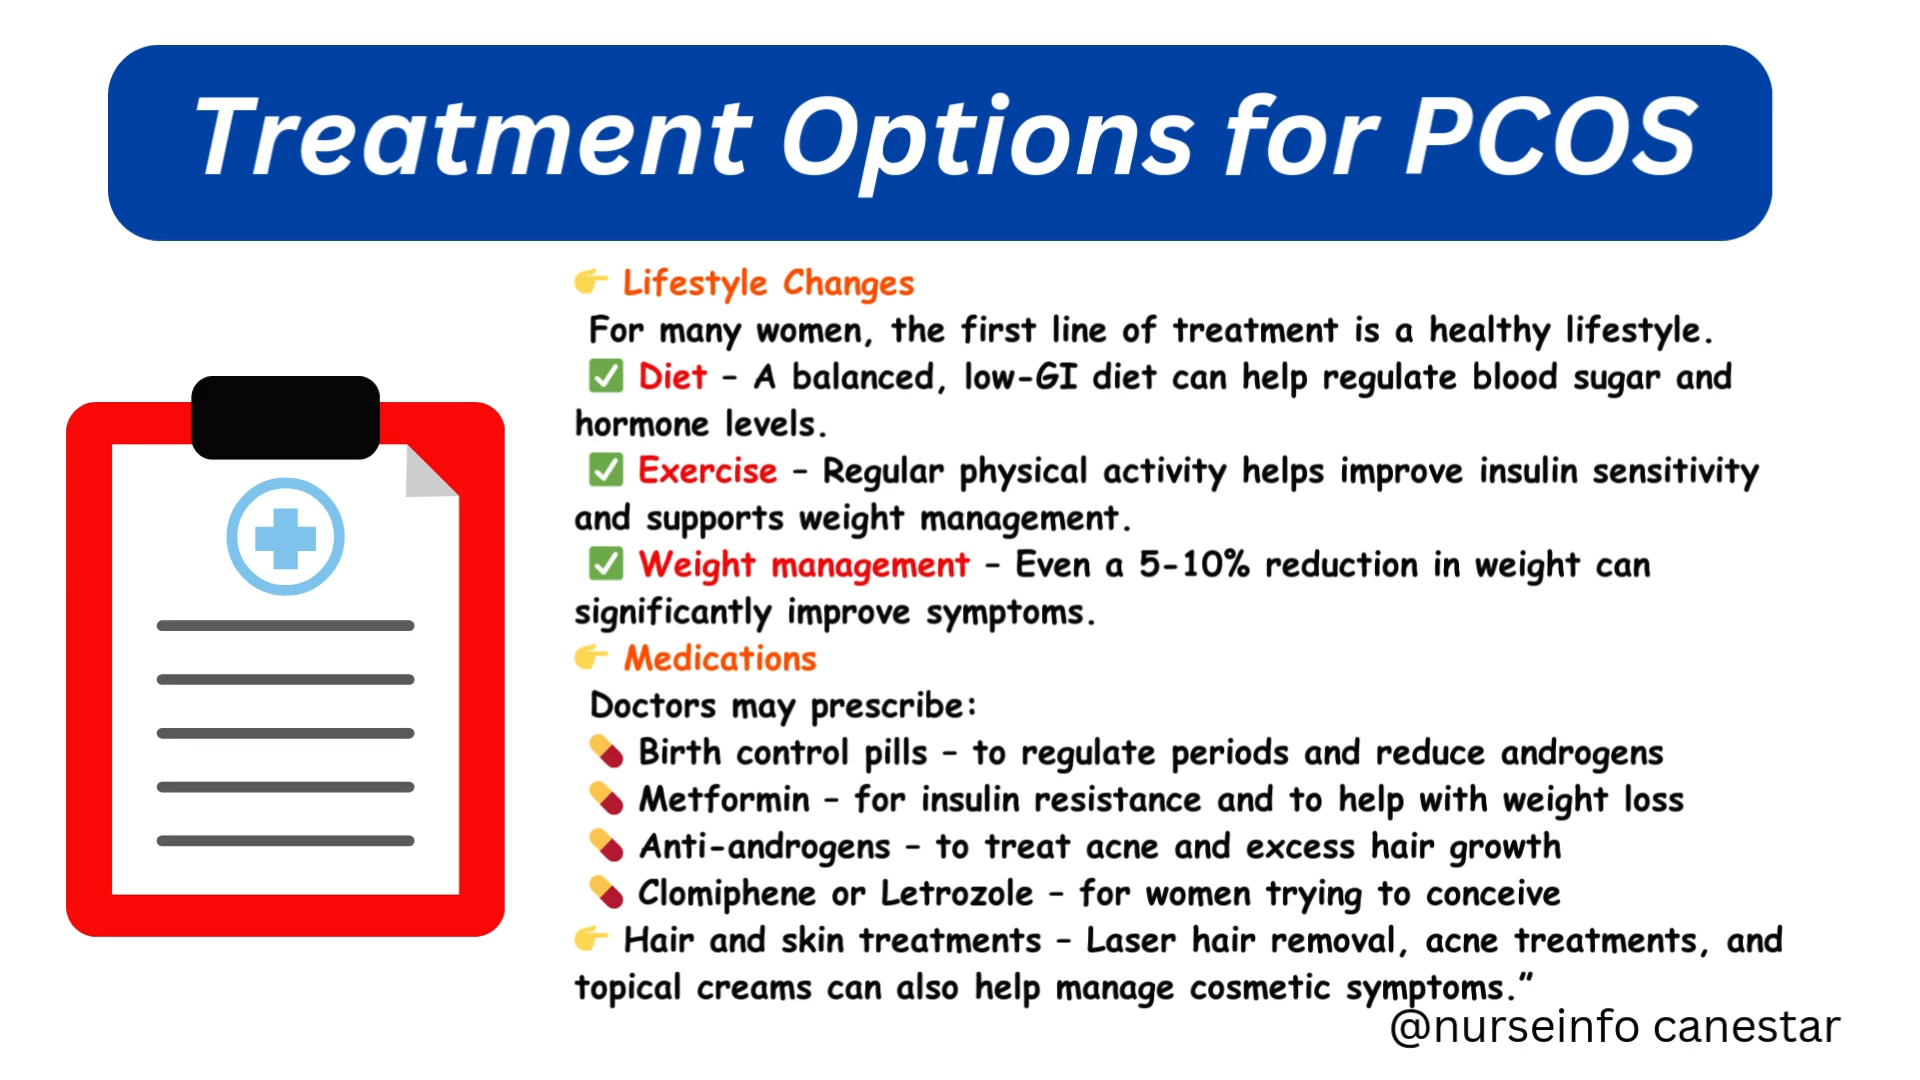 Treatment Options for PCOS
👉 Lifestyle Changes
For many women, the first line of treatment is a healthy lifestyle.
✅ Diet – A balanced, low-GI diet can help regulate blood sugar and
hormone levels.
✅ Exercise – Regular physical activity helps improve insulin sensitivity
and supports weight management.
✅ Weight management – Even a 5-10% reduction in weight can
significantly improve symptoms.
👉 Medications
Doctors may prescribe:
💊 Birth control pills – to regulate periods and reduce androgens
💊 Metformin – for insulin resistance and to help with weight loss
💊 Anti-androgens – to treat acne and excess hair growth
💊 Clomiphene or Letrozole – for women trying to conceive
👉 Hair and skin treatments – Laser hair removal, acne treatments, and
topical creams can also help manage cosmetic symptoms.”
@nurseinfo canestar